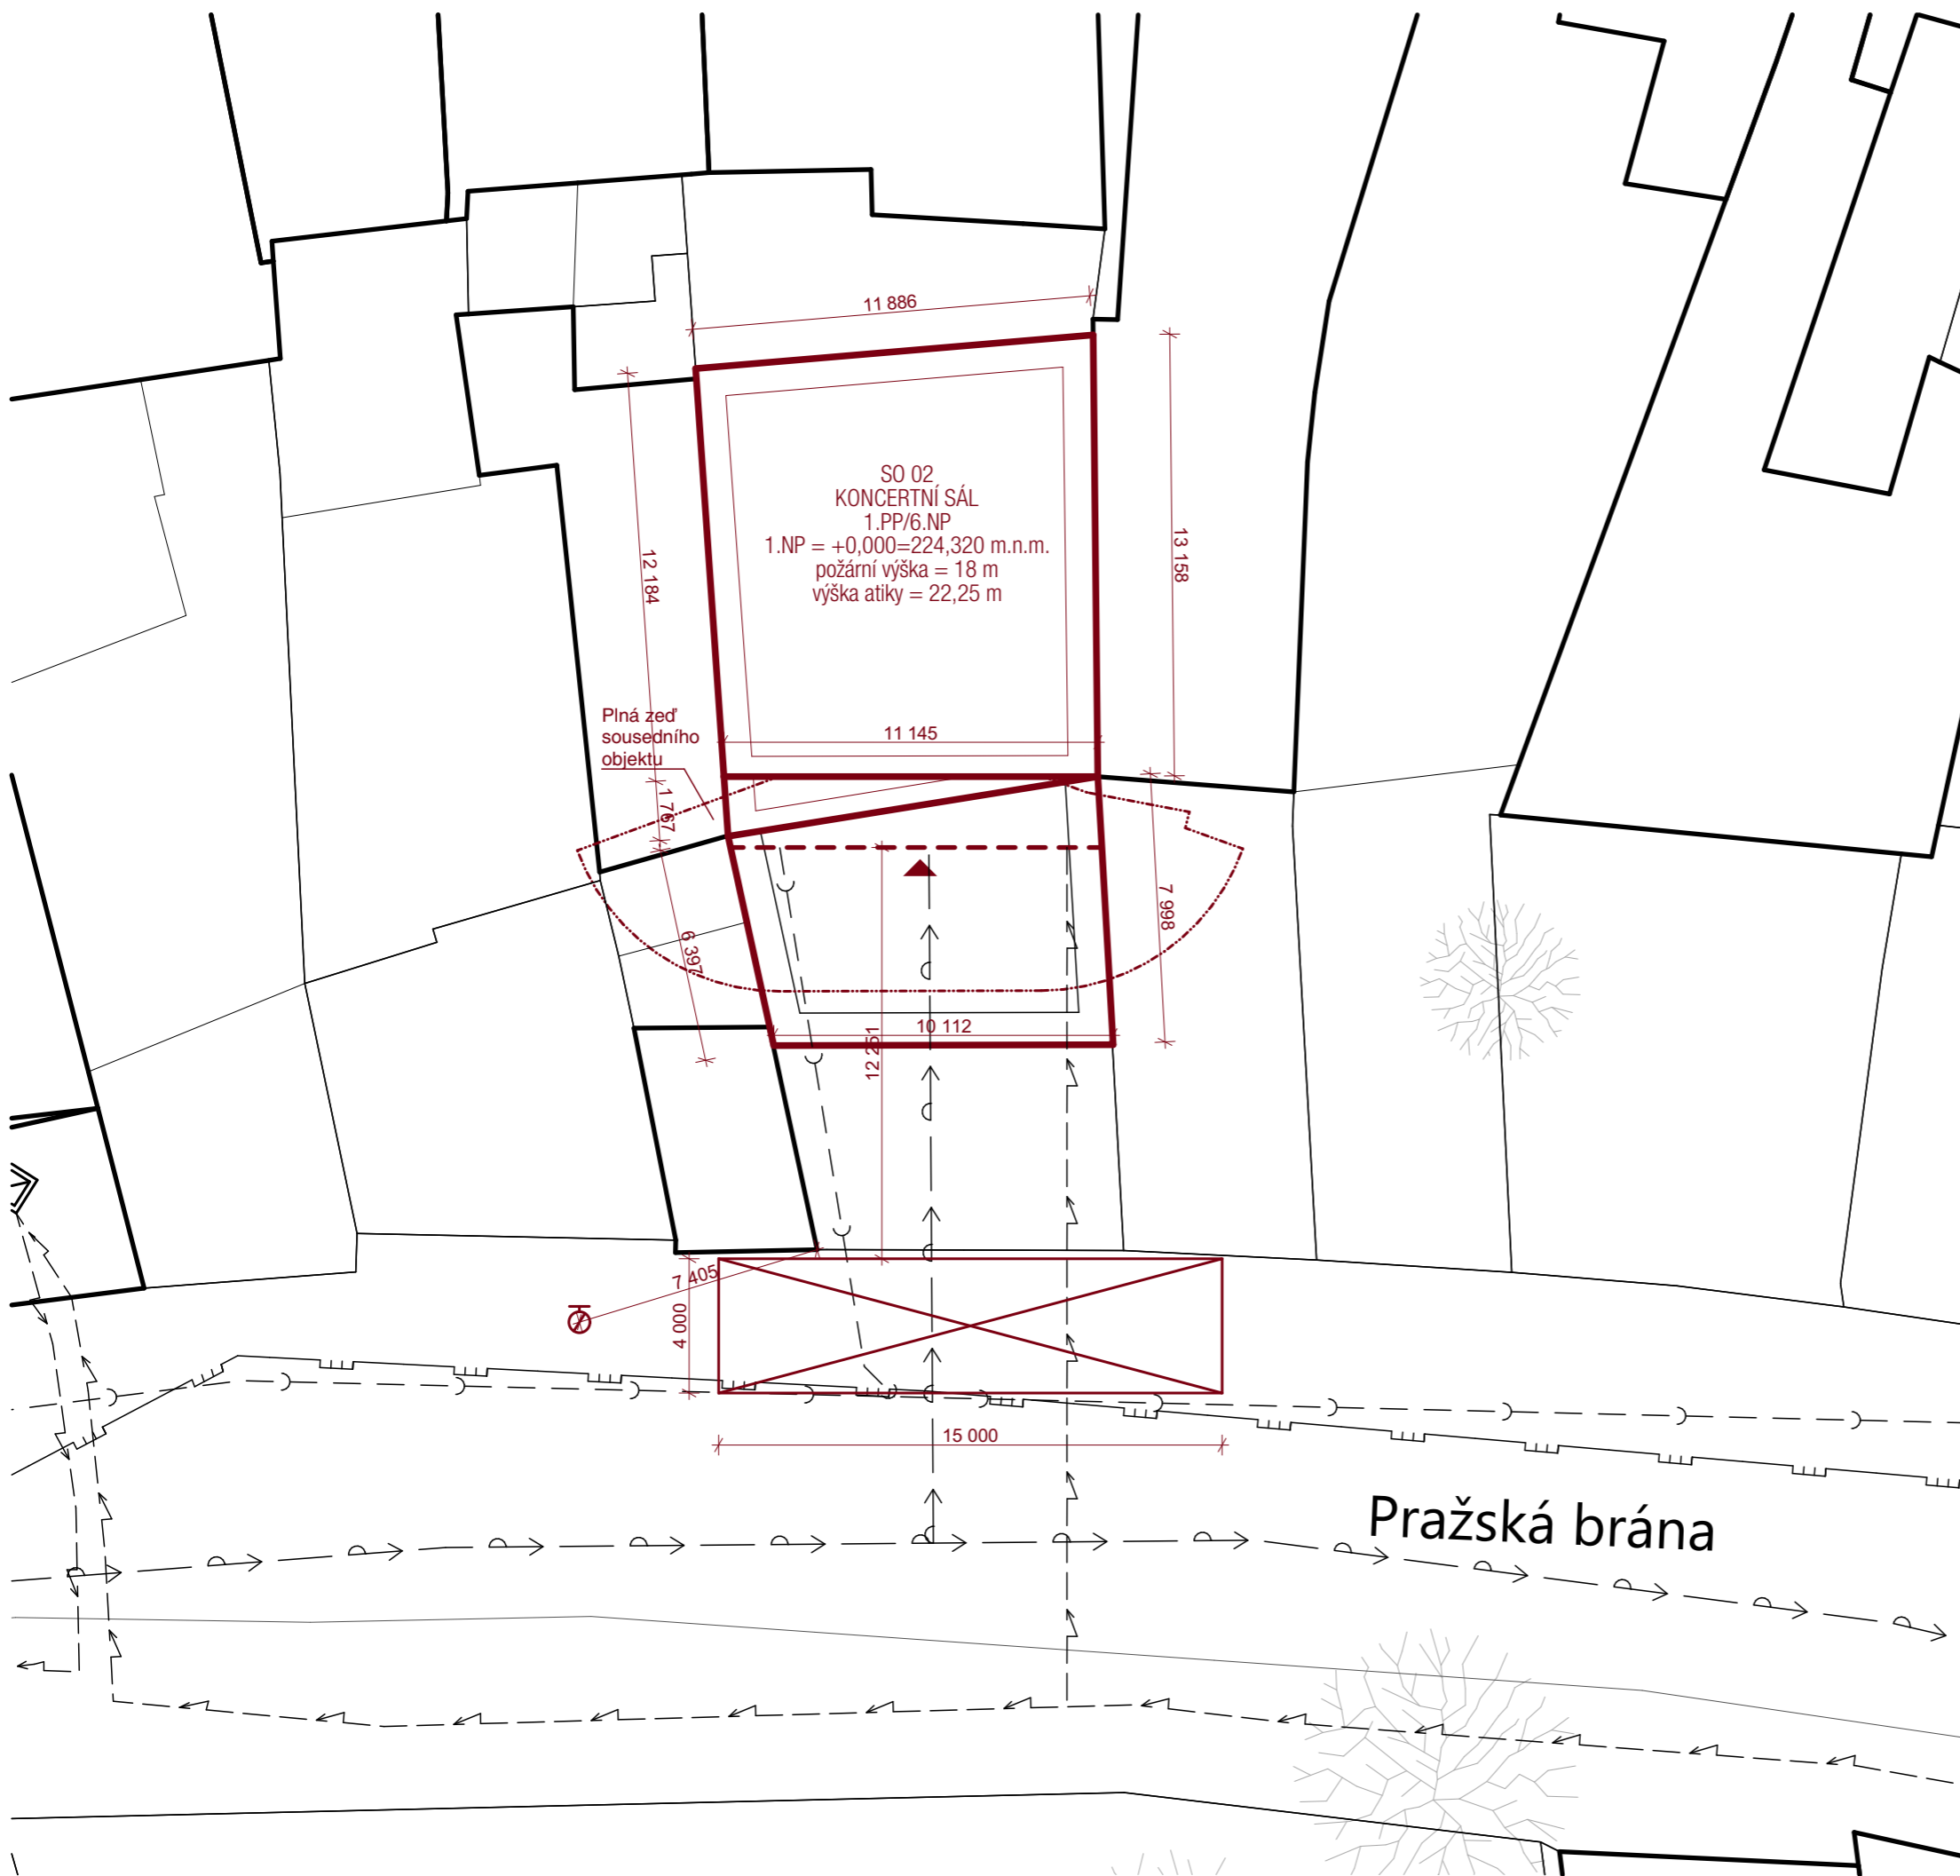 11 886
SO 02
KONCERTNÍ SÁL
1.PP/6.NP
1.NP = +0,000=224,320 m.n.m.
požární výška = 18 m
výška atiky = 22,25 m
12 184
13 158
Plná zeď
sousedního
objektu
11 145
1 767
6 397
7 998
10 112
12 251
7 405
4 000
15 000
Pražská brána